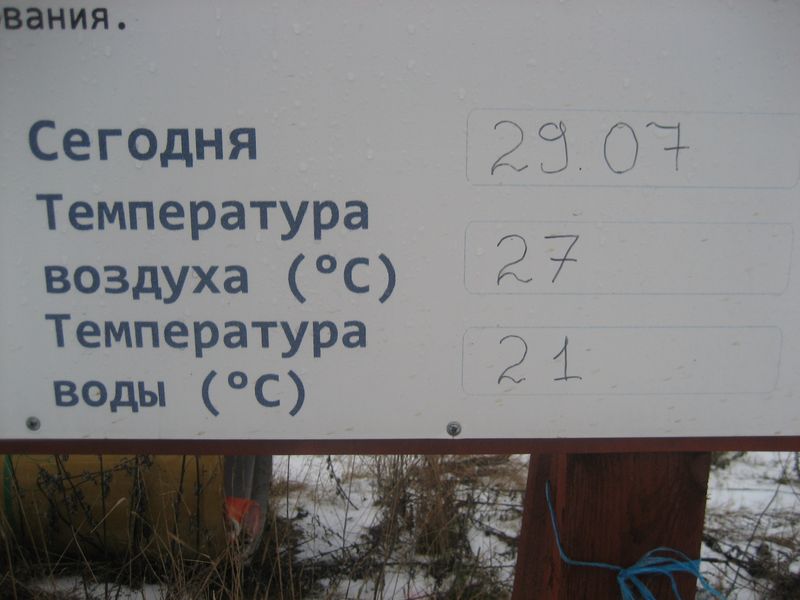 вания.
Сегодня 29.07
Температура
воздуха (°C) 27
Температура
воды (°C) 21